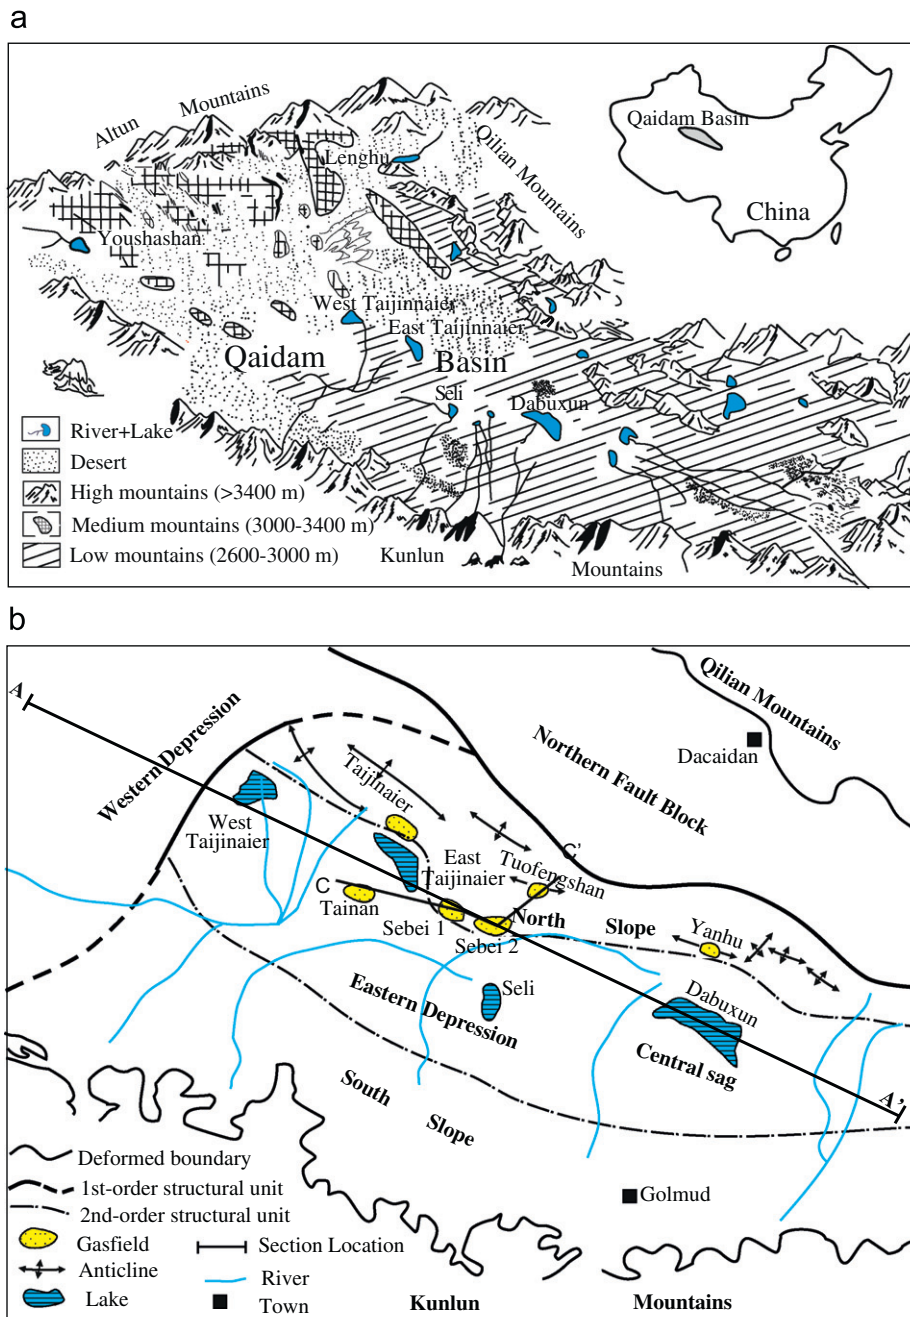 a
Altun Mountains
Qilian Mountains
Lenghu
Youshashan
West Taijinnaier
East Taijinnaier
Qaidam Basin
Seli
Dabuxun
Kunlun Mountains
Qaidam Basin
China
River+Lake
Desert
High mountains (>3400 m)
Medium mountains (3000-3400 m)
Low mountains (2600-3000 m)
b
A
Western Depression
Qilian Mountains
Dacaidan
Northern Fault Block
Taijinaier
West
Taijinaier
East
Taijinaier
C
C'
Tuofengshan
Tainan
Sebei 1
Sebei 2
North Slope
Yanhu
Seli
Eastern Depression
Dabuxun
Central sag
A'
South
Slope
Golmud
Kunlun Mountains
Deformed boundary
1st-order structural unit
2nd-order structural unit
Gasfield
Anticline
Lake
Section Location
River
Town